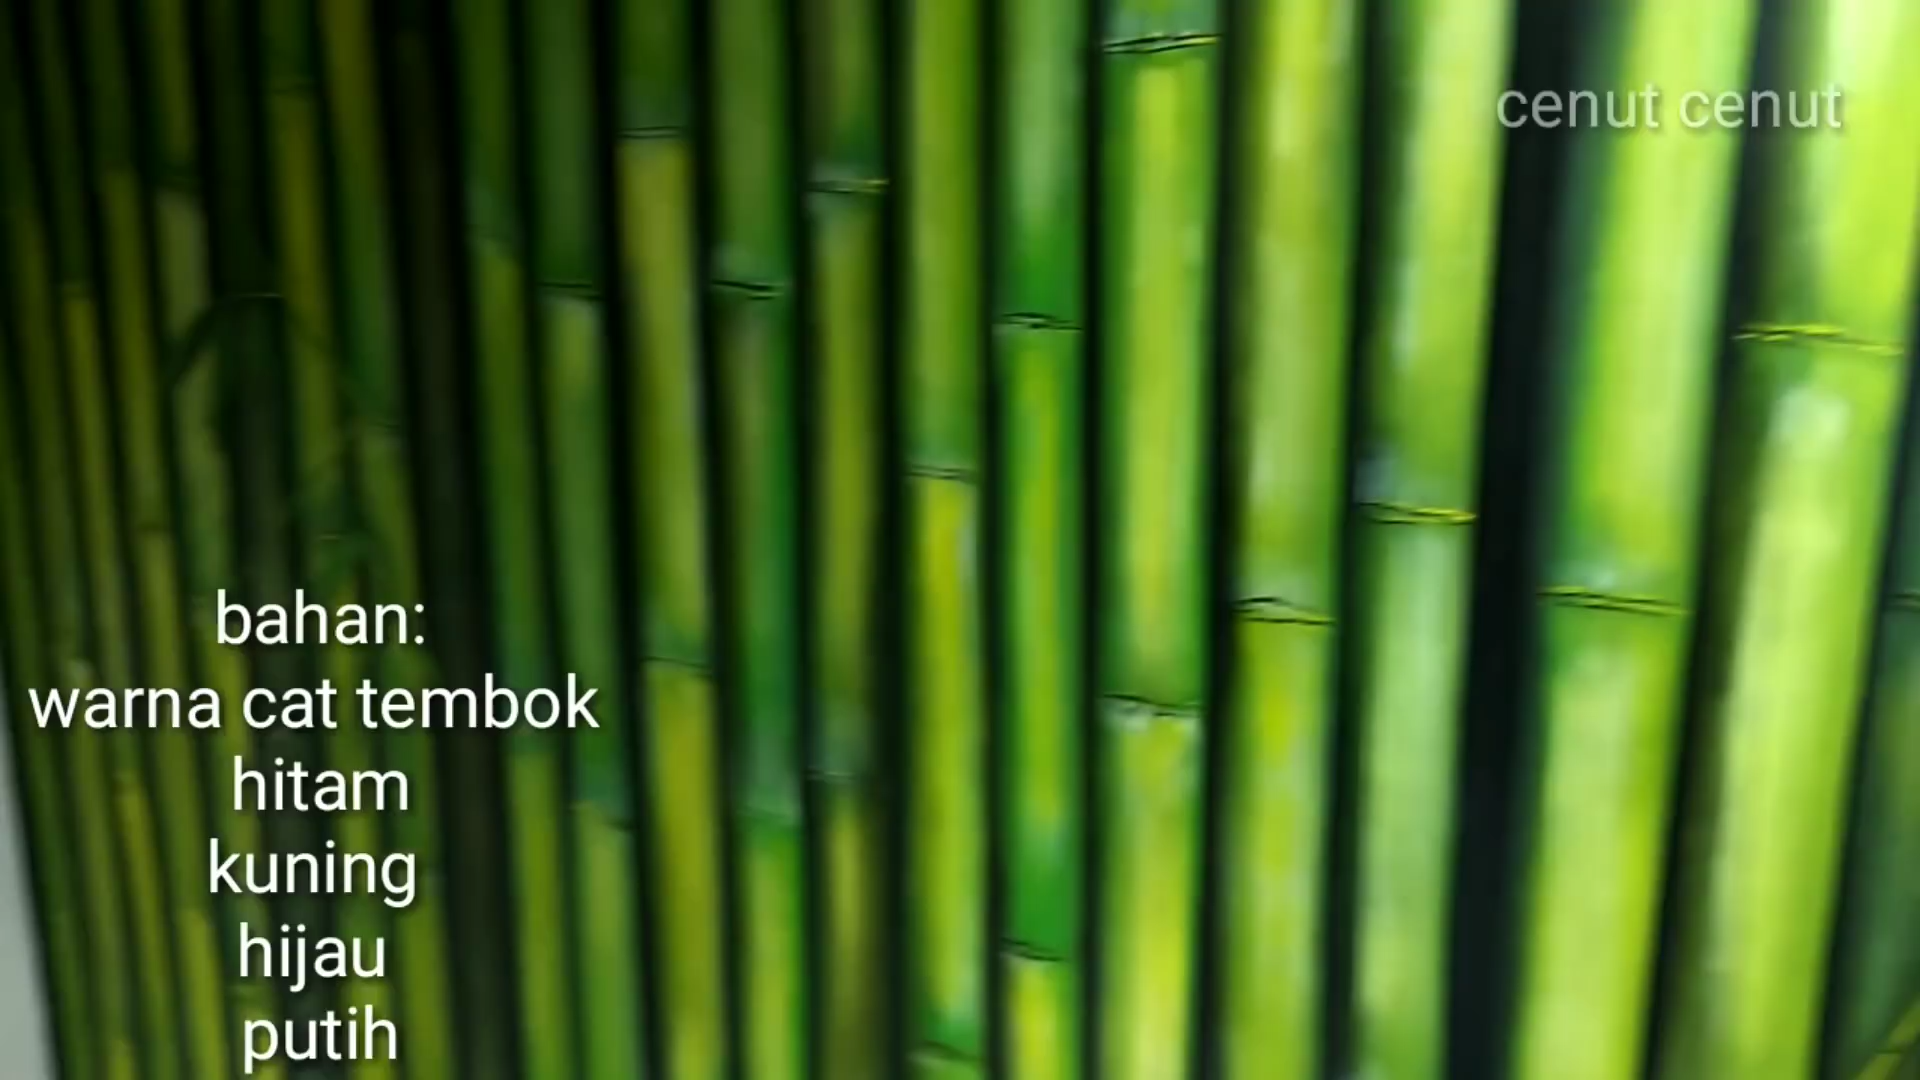 cenut cenut
bahan:
warna cat tembok
hitam
kuning
hijau
putih